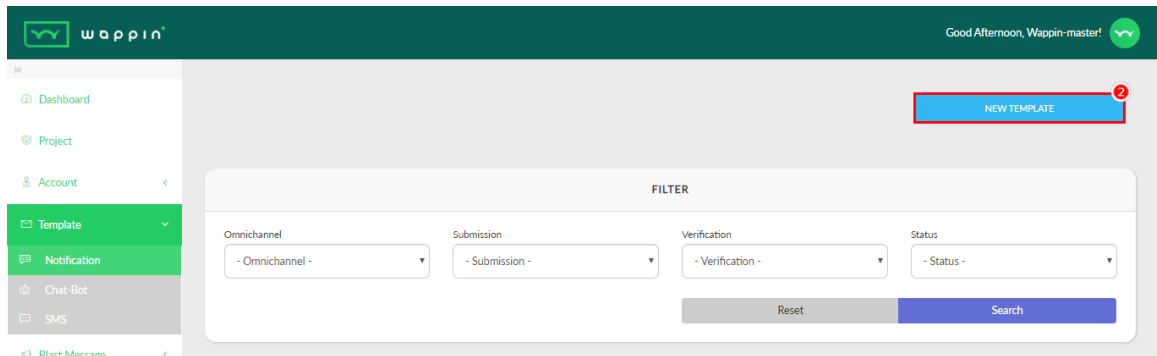 wappin
Good Afternoon, Wappin-master!
Dashboard
2
NEW TEMPLATE
Project
Account
FILTER
Template
Omnichannel Submission Verification Status
- Omnichannel - - Submission - - Verification - - Status -
Notification
Chat-Bot
Reset Search
SMS
Blast Message